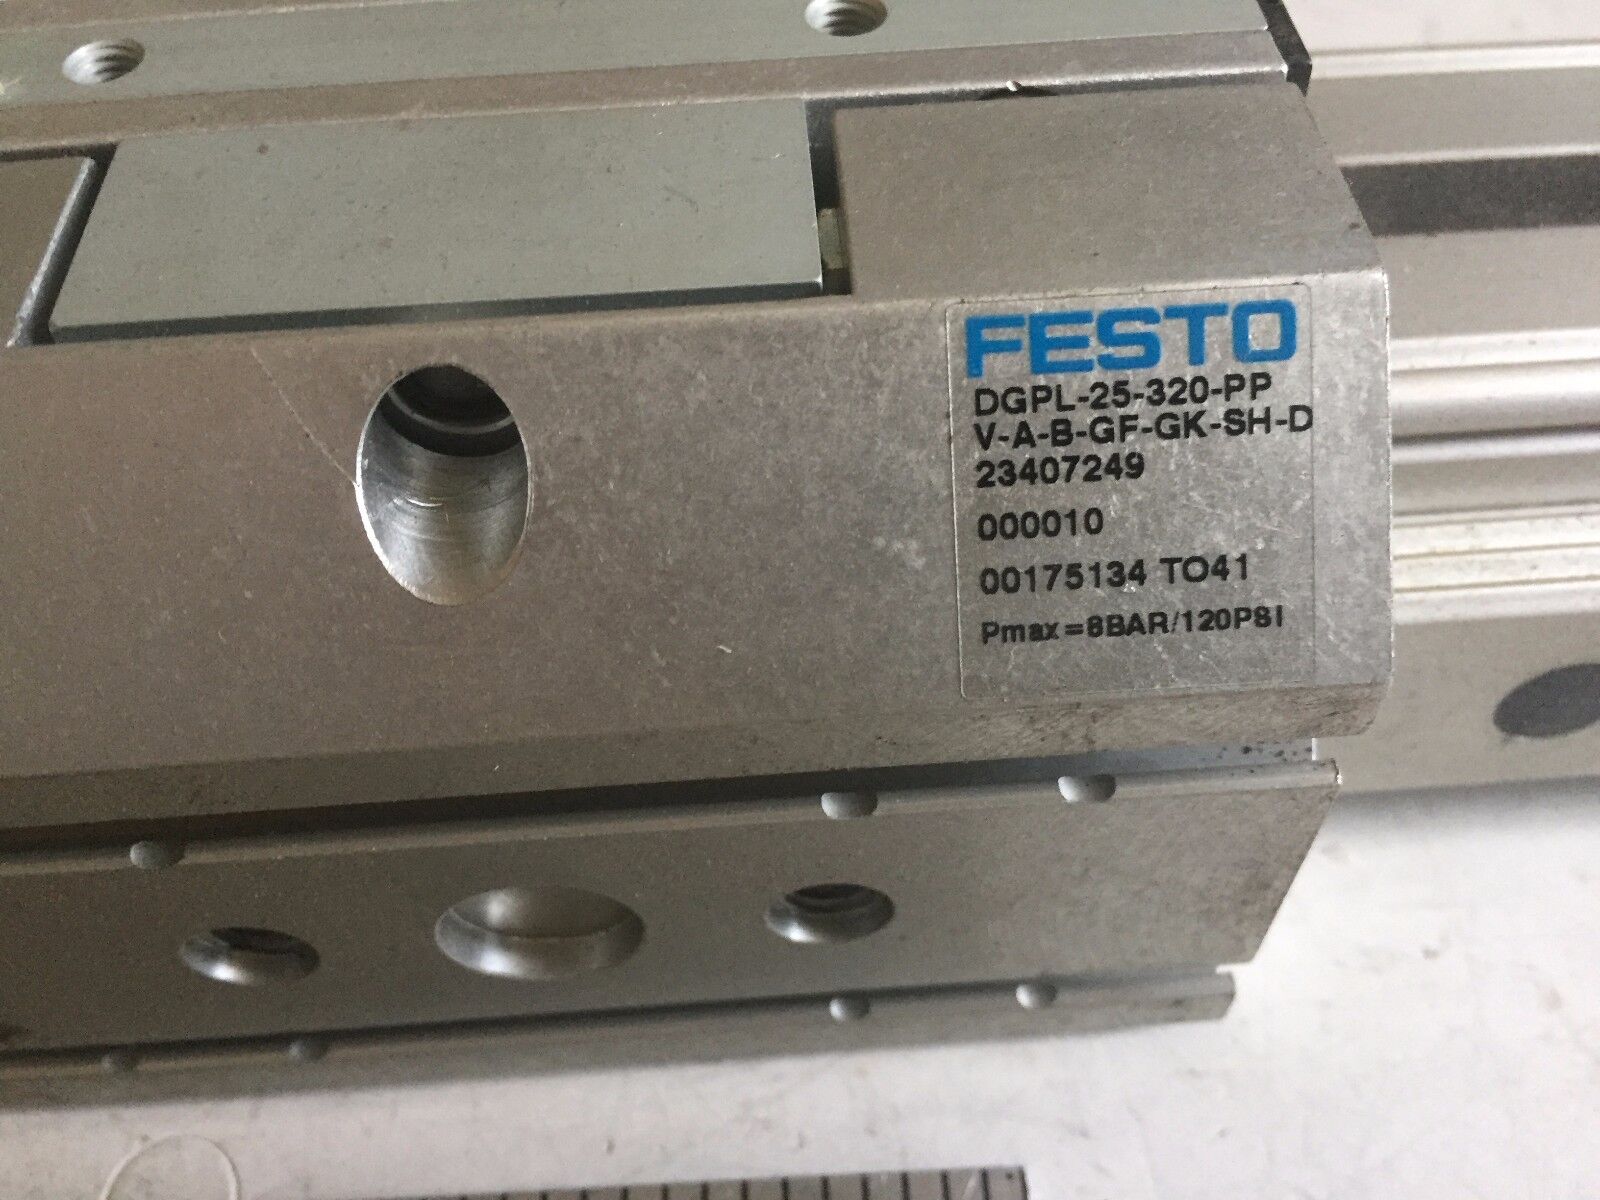 FESTO
DGPL-25-320-PP
V-A-B-GF-GK-SH-D
23407249
000010
00175134 TO41
Pmax=8BAR/120PSI